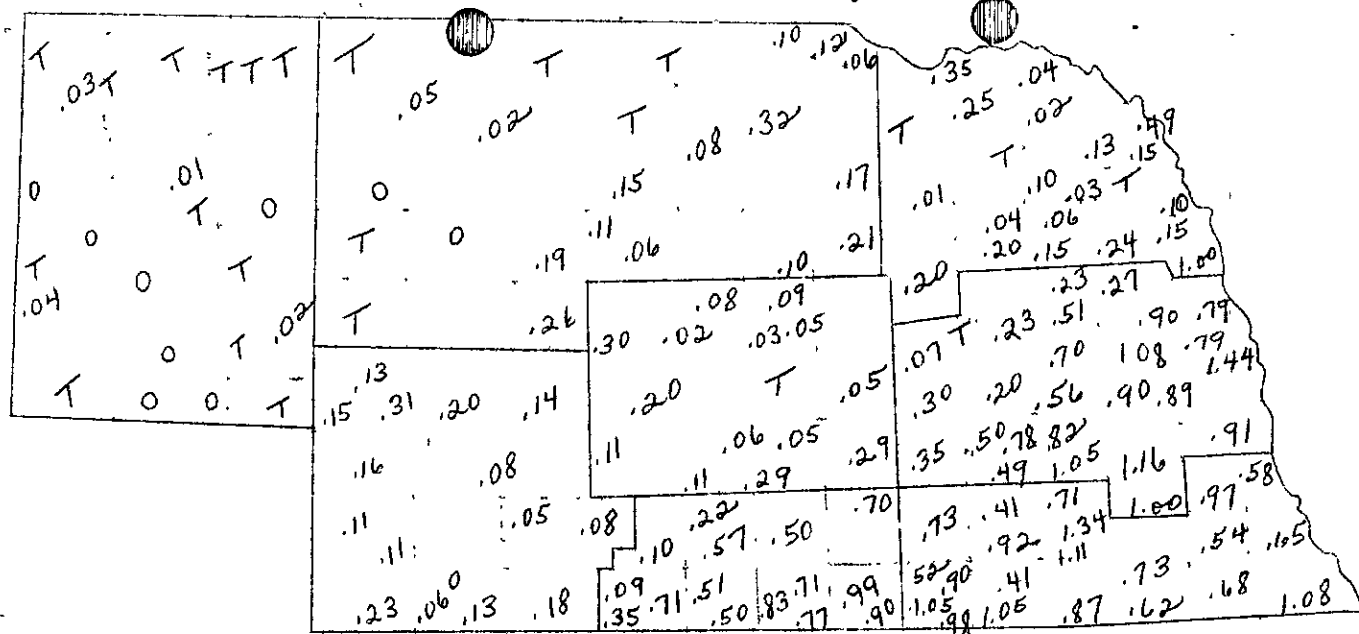 T T T T T T T T .10 .12
.03 T .06 .35 .04
.05 .02 T .08 .32 T .25 .02 .49
0 .01 0 .15 .17 T .13 .15
T 0 .01 .10 .03 T
0 T 0 .11 .06 .21 .04 .06 .10
T 0 T .19 .10 .20 .15 .24 .15
.04 .02 T .08 .09 .20 .23 .27 1.00
0 T .30 .02 .03 .05 .07 T .23 .51 .90 .79
.13 .70 1.08 .79 1.44
T 0 0. T .15 .31 .20 .14 .20 T .05 .30 .20 .56 .90 .89
.16 .08 .11 .06 .05 .29 .35 .50 .78 .82 .91
.11 .29 .49 1.05 1.16 .58
.11 .05 .08 .22 .70 .73 .41 .71 1.00 .97
.11 .10 .57 .50 .92 1.34 .54
0 .09 .51 .71 .99 .52 .90 .41 1.11 .73
.23 .06 .13 .18 .35 .71 .50 .83 .77 .90 1.05 .98 1.05 .87 .62 .68 1.08